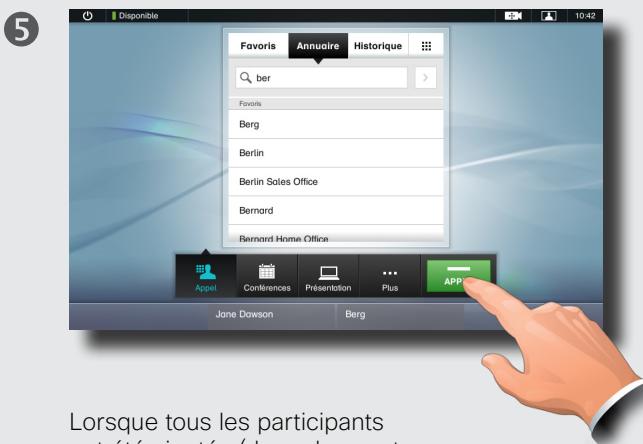 5
Disponible
10:42
Favoris Annuaire Historique
ber
Favoris
Berg
Berlin
Berlin Sales Office
Bernard
Bernard Home Office
Appel Conférences Présentation Plus
Jane Dawson Berg
Lorsque tous les participants